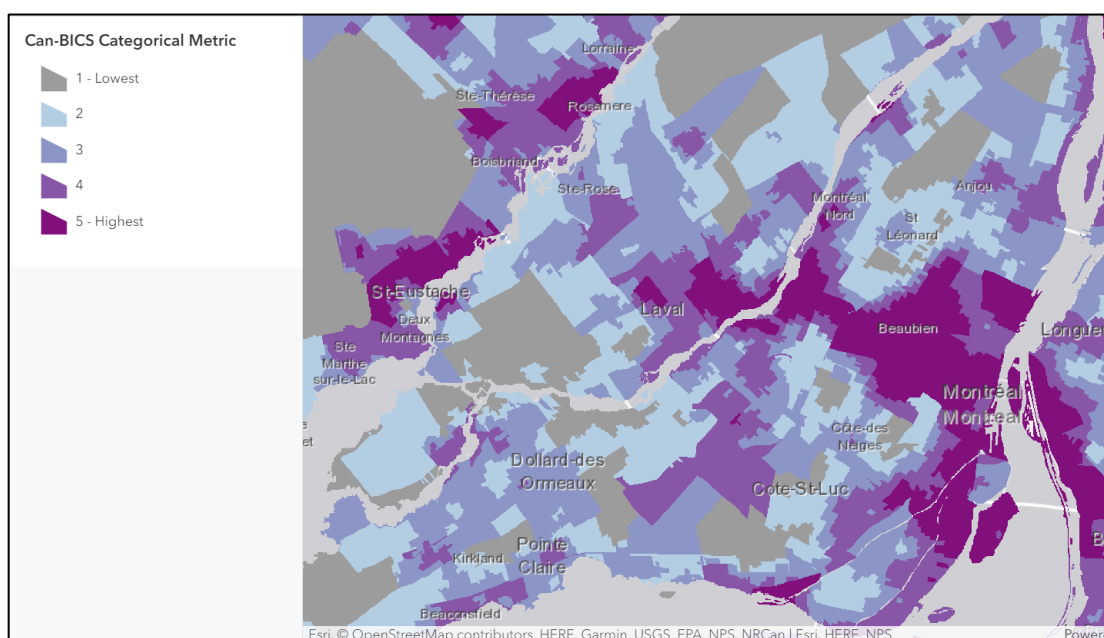 Can-BICS Categorical Metric
1 - Lowest
2
3
4
5 - Highest
Lorraine
Ste-Thérèse
Rosemere
Boisbriand
Ste-Rose
Montréal
Nord
Anjou
St
Léonard
St-Eustache
Deux
Montagnes
Laval
Beaubien
Longue
Ste
Marthe
sur-le-Lac
e
et
Montréal
Montreal
Côte-des
Neiges
Dollard-des
Ormeaux
Cote-St-Luc
Kirkland
Pointe
Claire
B
Beaconsfield
Esri, © OpenStreetMap contributors, HERE, Garmin, USGS, EPA, NPS, NRCan | Esri, HERE, NPS
Power